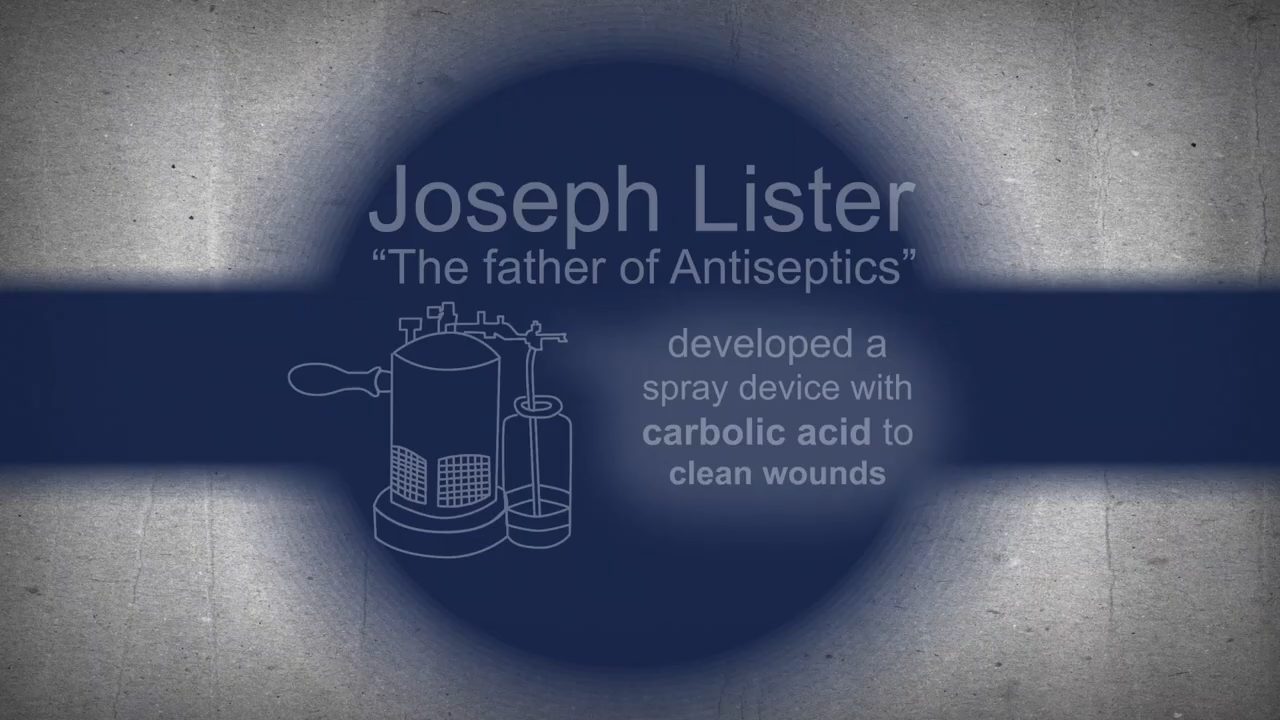 Joseph Lister
“The father of Antiseptics”
developed a
spray device with
carbolic acid to
clean wounds